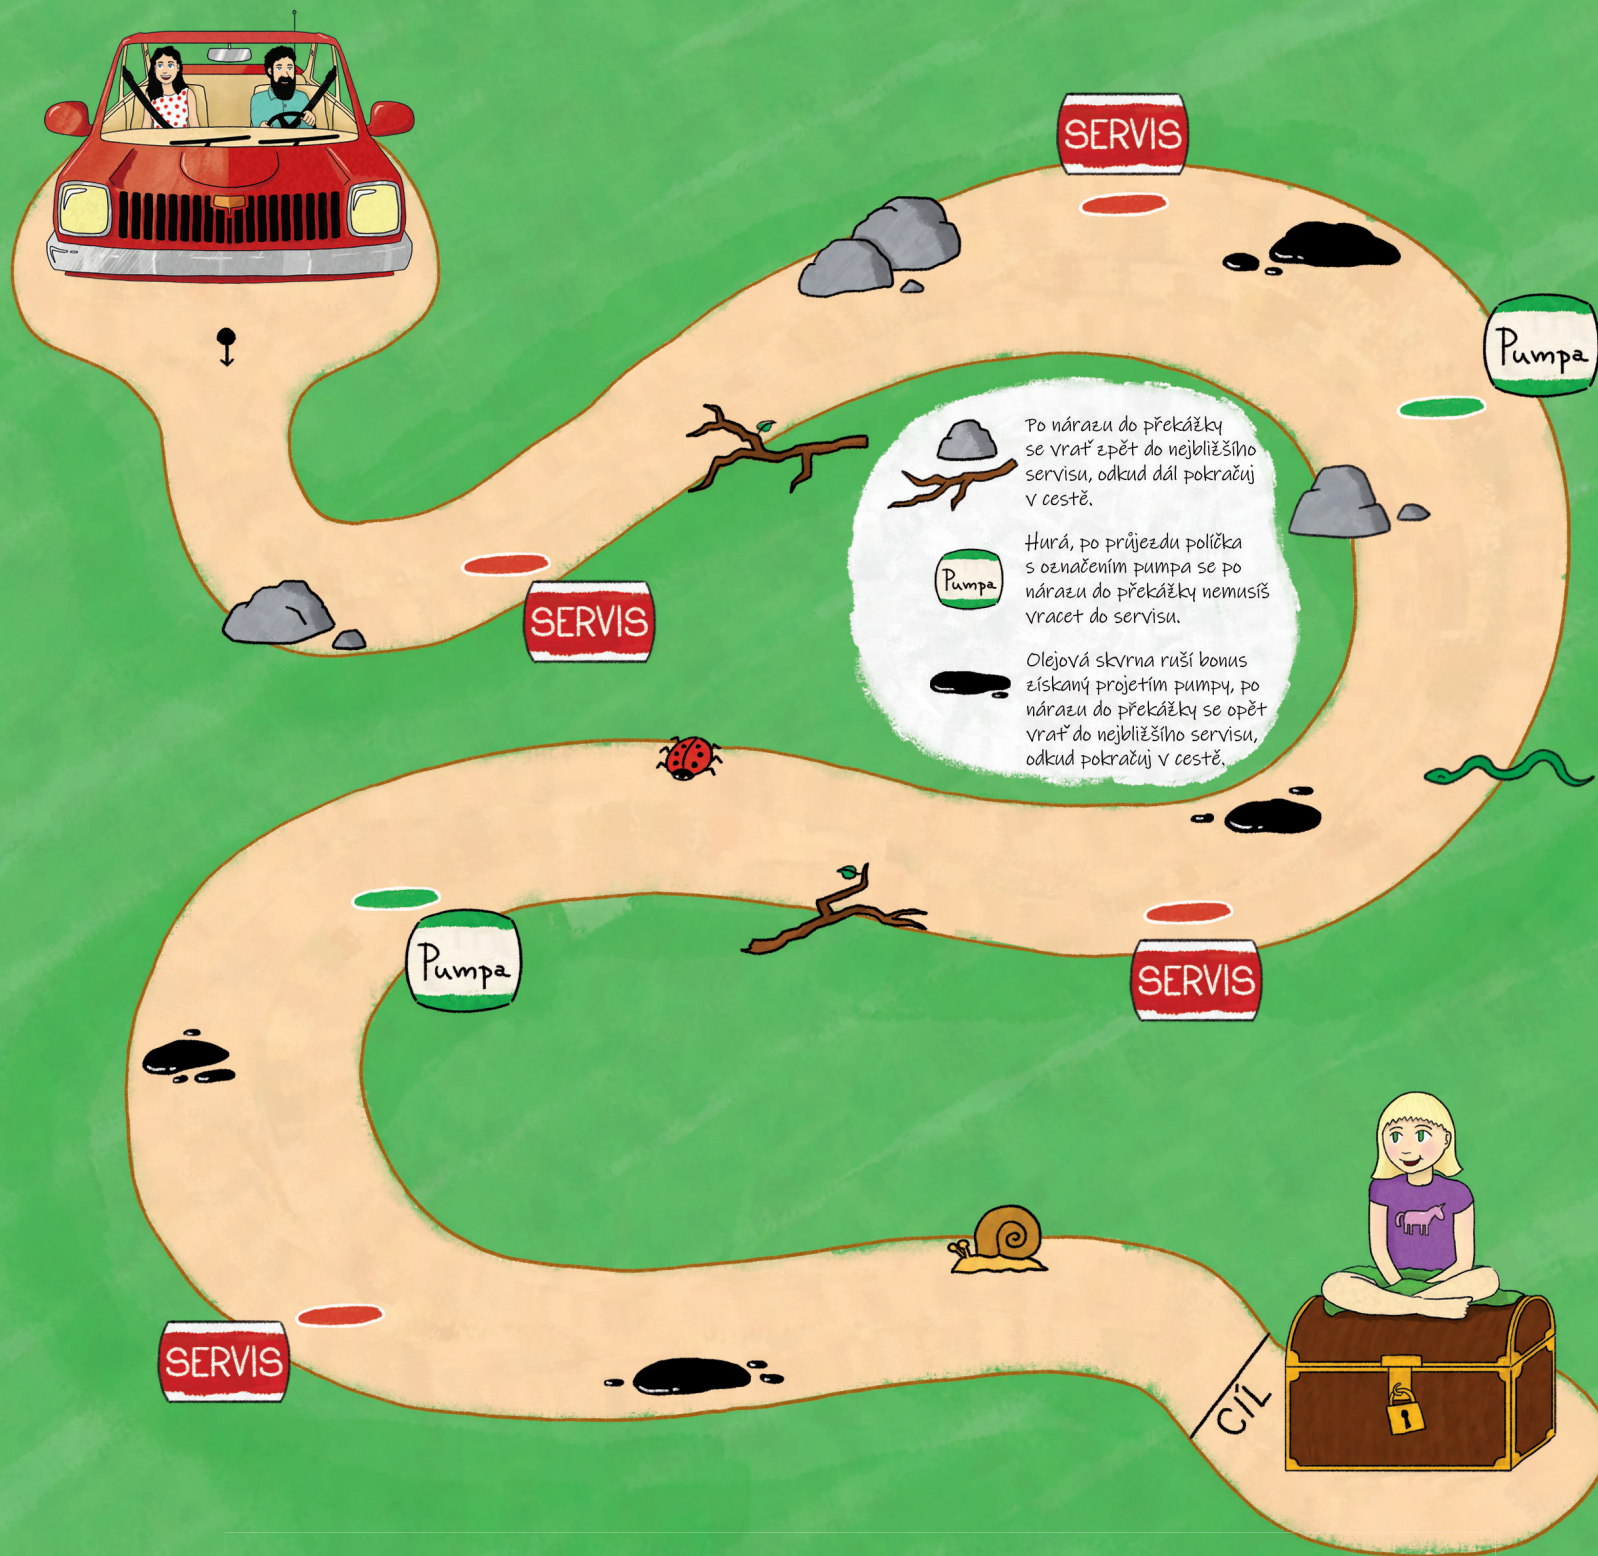 SERVIS
Pumpa
Po nárazu do překážky
se vrať zpět do nejbližšího
servisu, odkud dál pokračuj
v cestě.
Pumpa
Hurá, po průjezdu políčka
s označením pumpa se po
nárazu do překážky nemusíš
vracet do servisu.
Olejová skvrna ruší bonus
získaný projetím pumpy, po
nárazu do překážky se opět
vrať do nejbližšího servisu,
odkud pokračuj v cestě.
SERVIS
Pumpa
SERVIS
SERVIS
CÍL